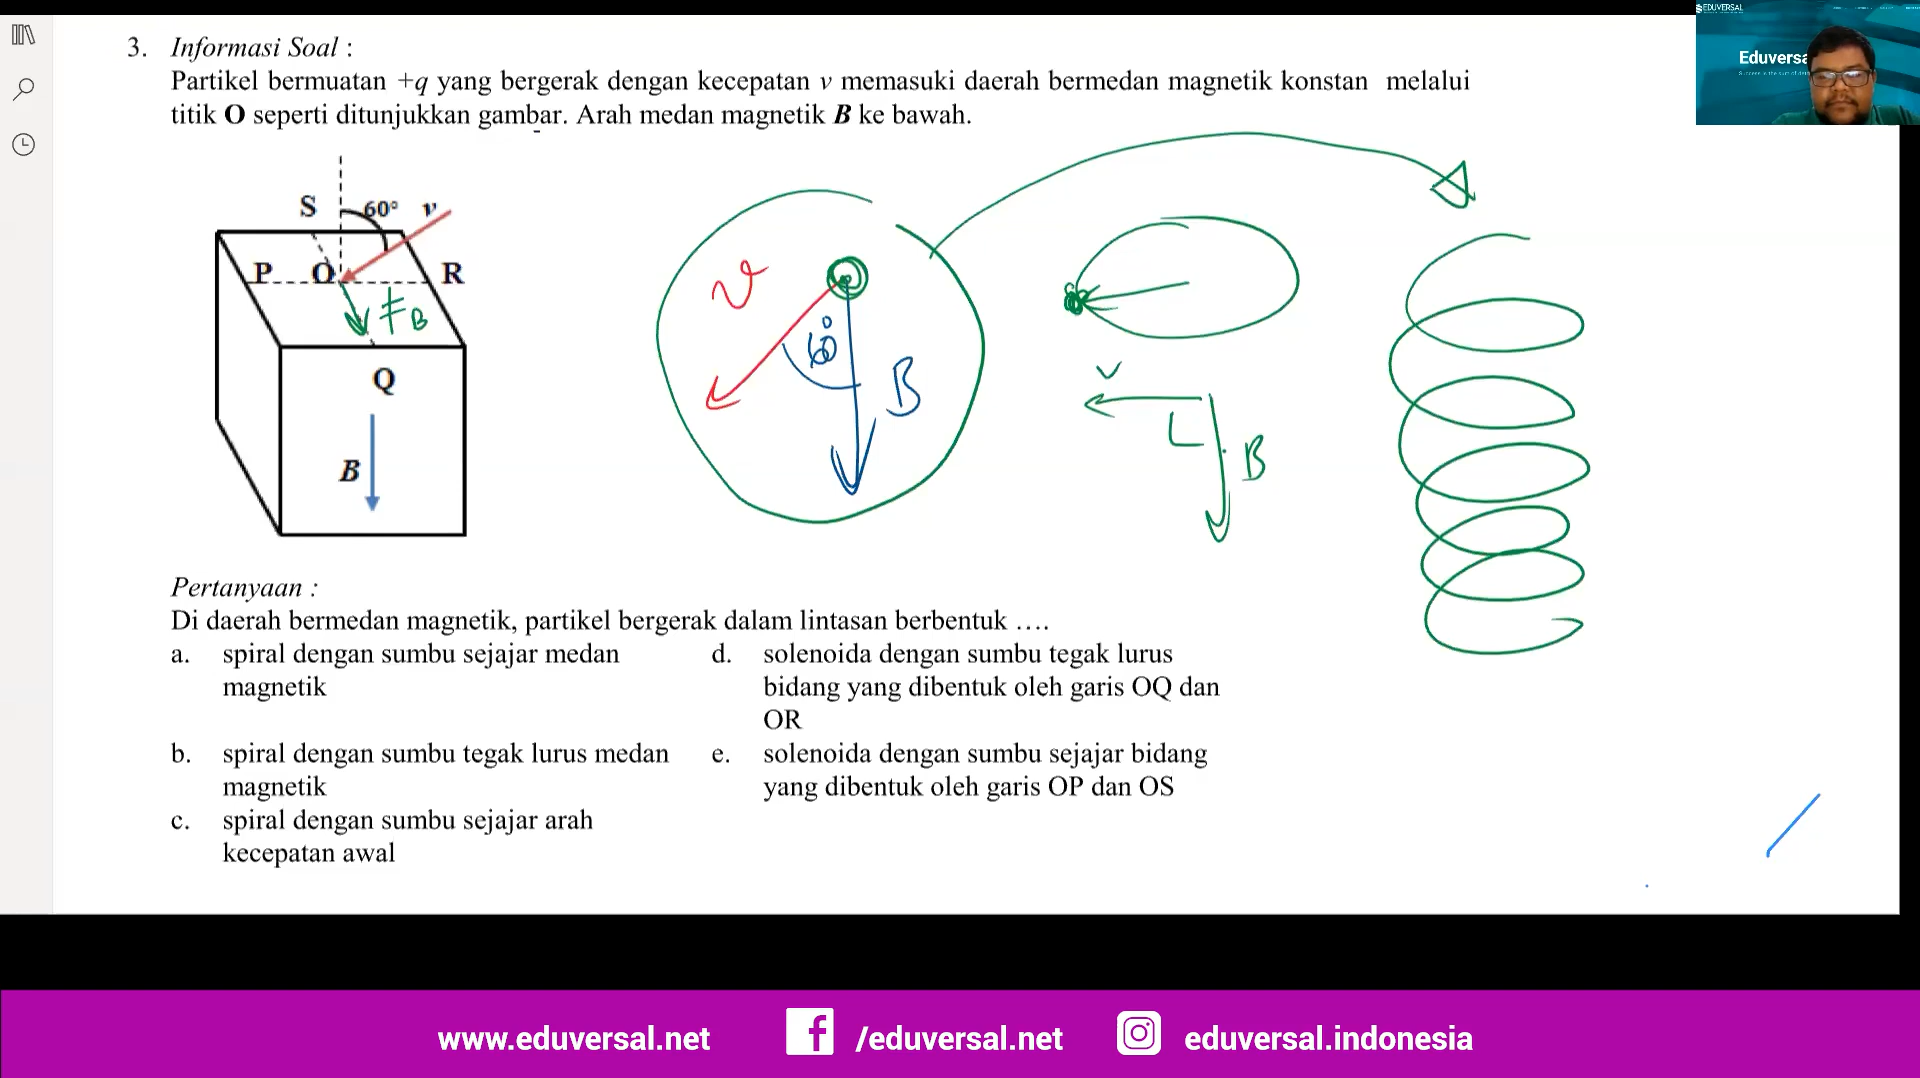 EDUVERSAL
Eduversa
3. Informasi Soal :
Partikel bermuatan +q yang bergerak dengan kecepatan v memasuki daerah bermedan magnetik konstan melalui
titik O seperti ditunjukkan gambar. Arah medan magnetik B ke bawah.
S 60° v
P O R
F_B
Q
B
v
60°
B
v
B
Pertanyaan :
Di daerah bermedan magnetik, partikel bergerak dalam lintasan berbentuk ….
a. spiral dengan sumbu sejajar medan
magnetik
b. spiral dengan sumbu tegak lurus medan
magnetik
c. spiral dengan sumbu sejajar arah
kecepatan awal
d. solenoida dengan sumbu tegak lurus
bidang yang dibentuk oleh garis OQ dan
OR
e. solenoida dengan sumbu sejajar bidang
yang dibentuk oleh garis OP dan OS
www.eduversal.net f /eduversal.net eduversal.indonesia